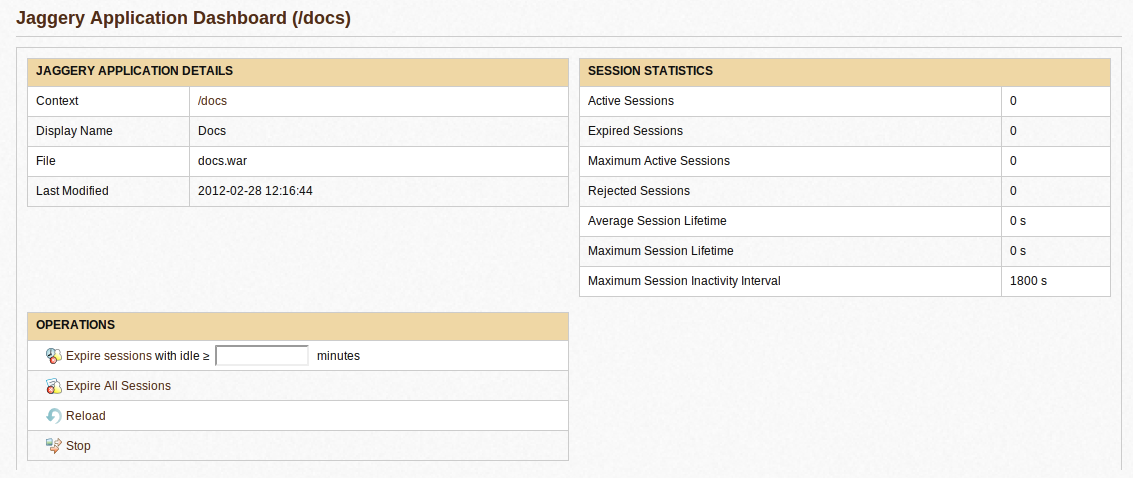 Jaggery Application Dashboard (/docs)
JAGGERY APPLICATION DETAILS
Context /docs
Display Name Docs
File docs.war
Last Modified 2012-02-28 12:16:44
SESSION STATISTICS
Active Sessions 0
Expired Sessions 0
Maximum Active Sessions 0
Rejected Sessions 0
Average Session Lifetime 0 s
Maximum Session Lifetime 0 s
Maximum Session Inactivity Interval 1800 s
OPERATIONS
Expire sessions with idle ≥ minutes
Expire All Sessions
Reload
Stop